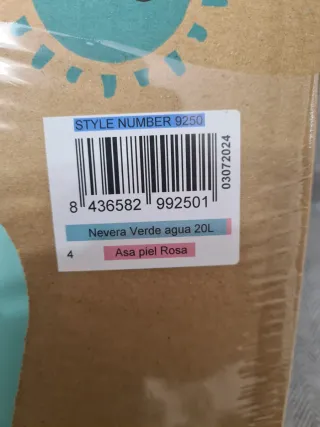 STYLE NUMBER 9250
03072024
8 436582 992501
Nevera Verde agua 20L
4 Asa piel Rosa